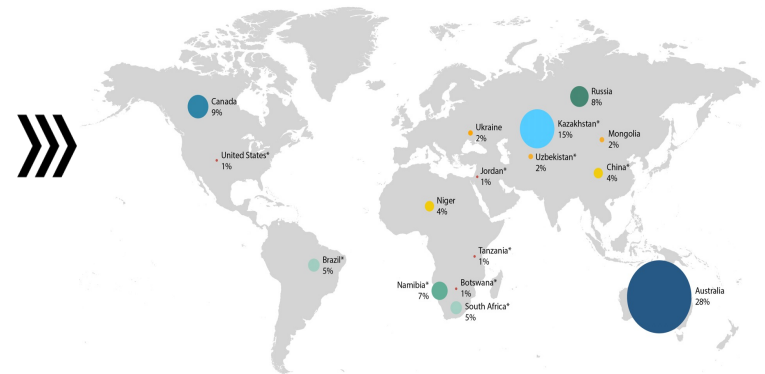 Canada
9%
United States*
1%
Brazil*
5%
Niger
4%
Namibia*
7%
Botswana*
1%
South Africa*
5%
Tanzania*
1%
Jordan*
1%
Ukraine
2%
Russia
8%
Kazakhstan*
15%
Mongolia
2%
Uzbekistan*
2%
China*
4%
Australia
28%